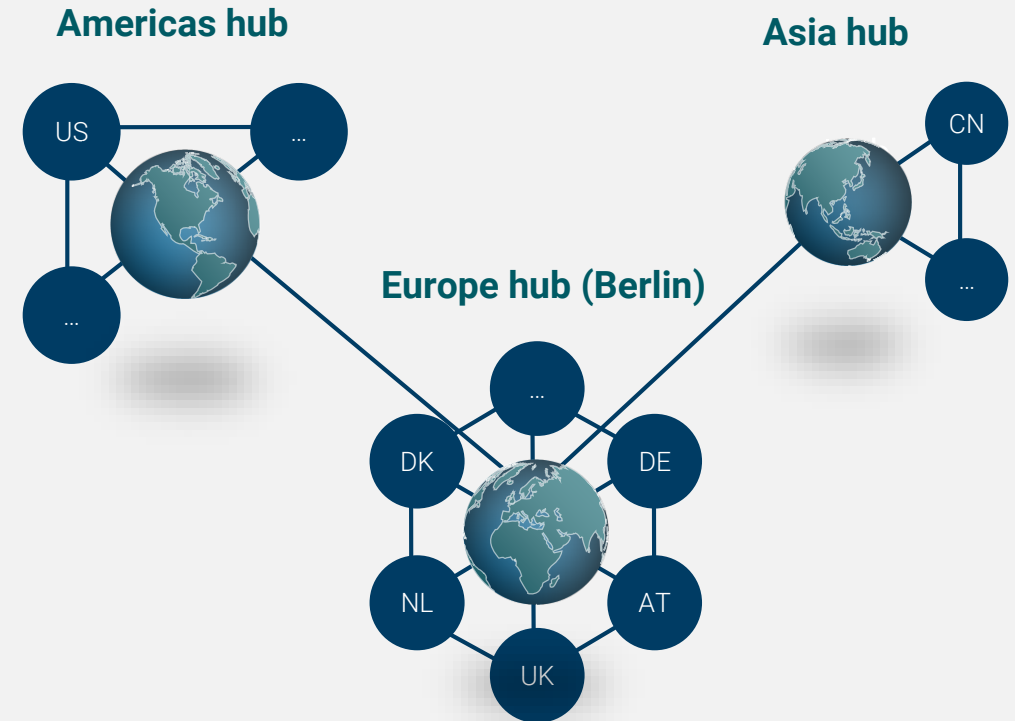 Americas hub
Asia hub
US
...
CN
...
...
Europe hub (Berlin)
...
DK
DE
NL
AT
UK